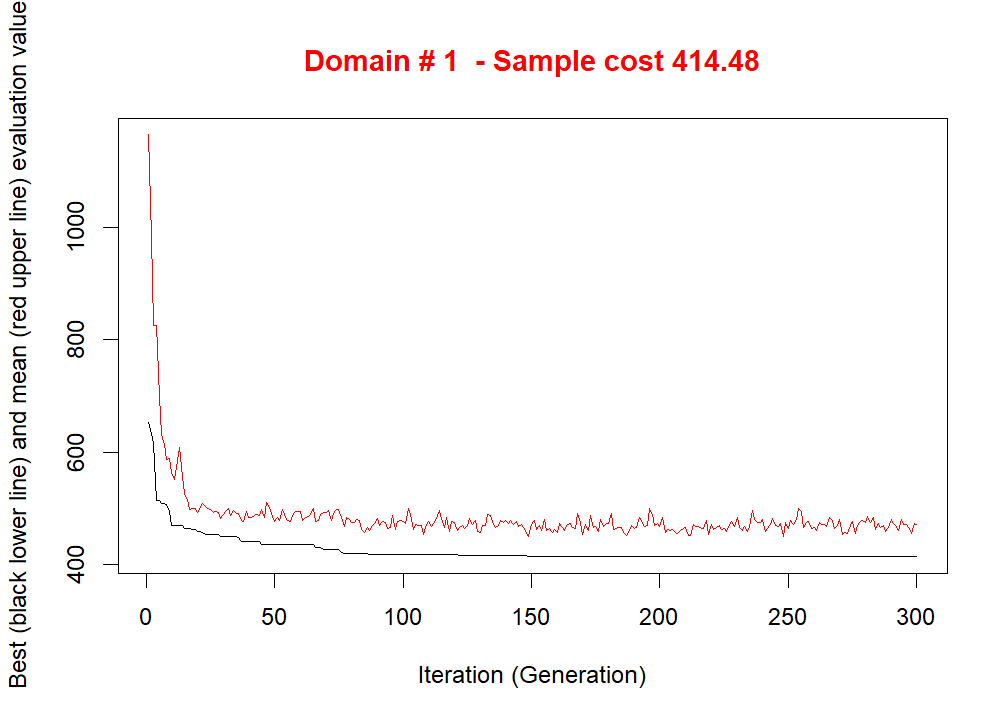 Domain # 1  - Sample cost 414.48
Best (black lower line) and mean (red upper line) evaluation value
1000
800
600
400
0 50 100 150 200 250 300
Iteration (Generation)